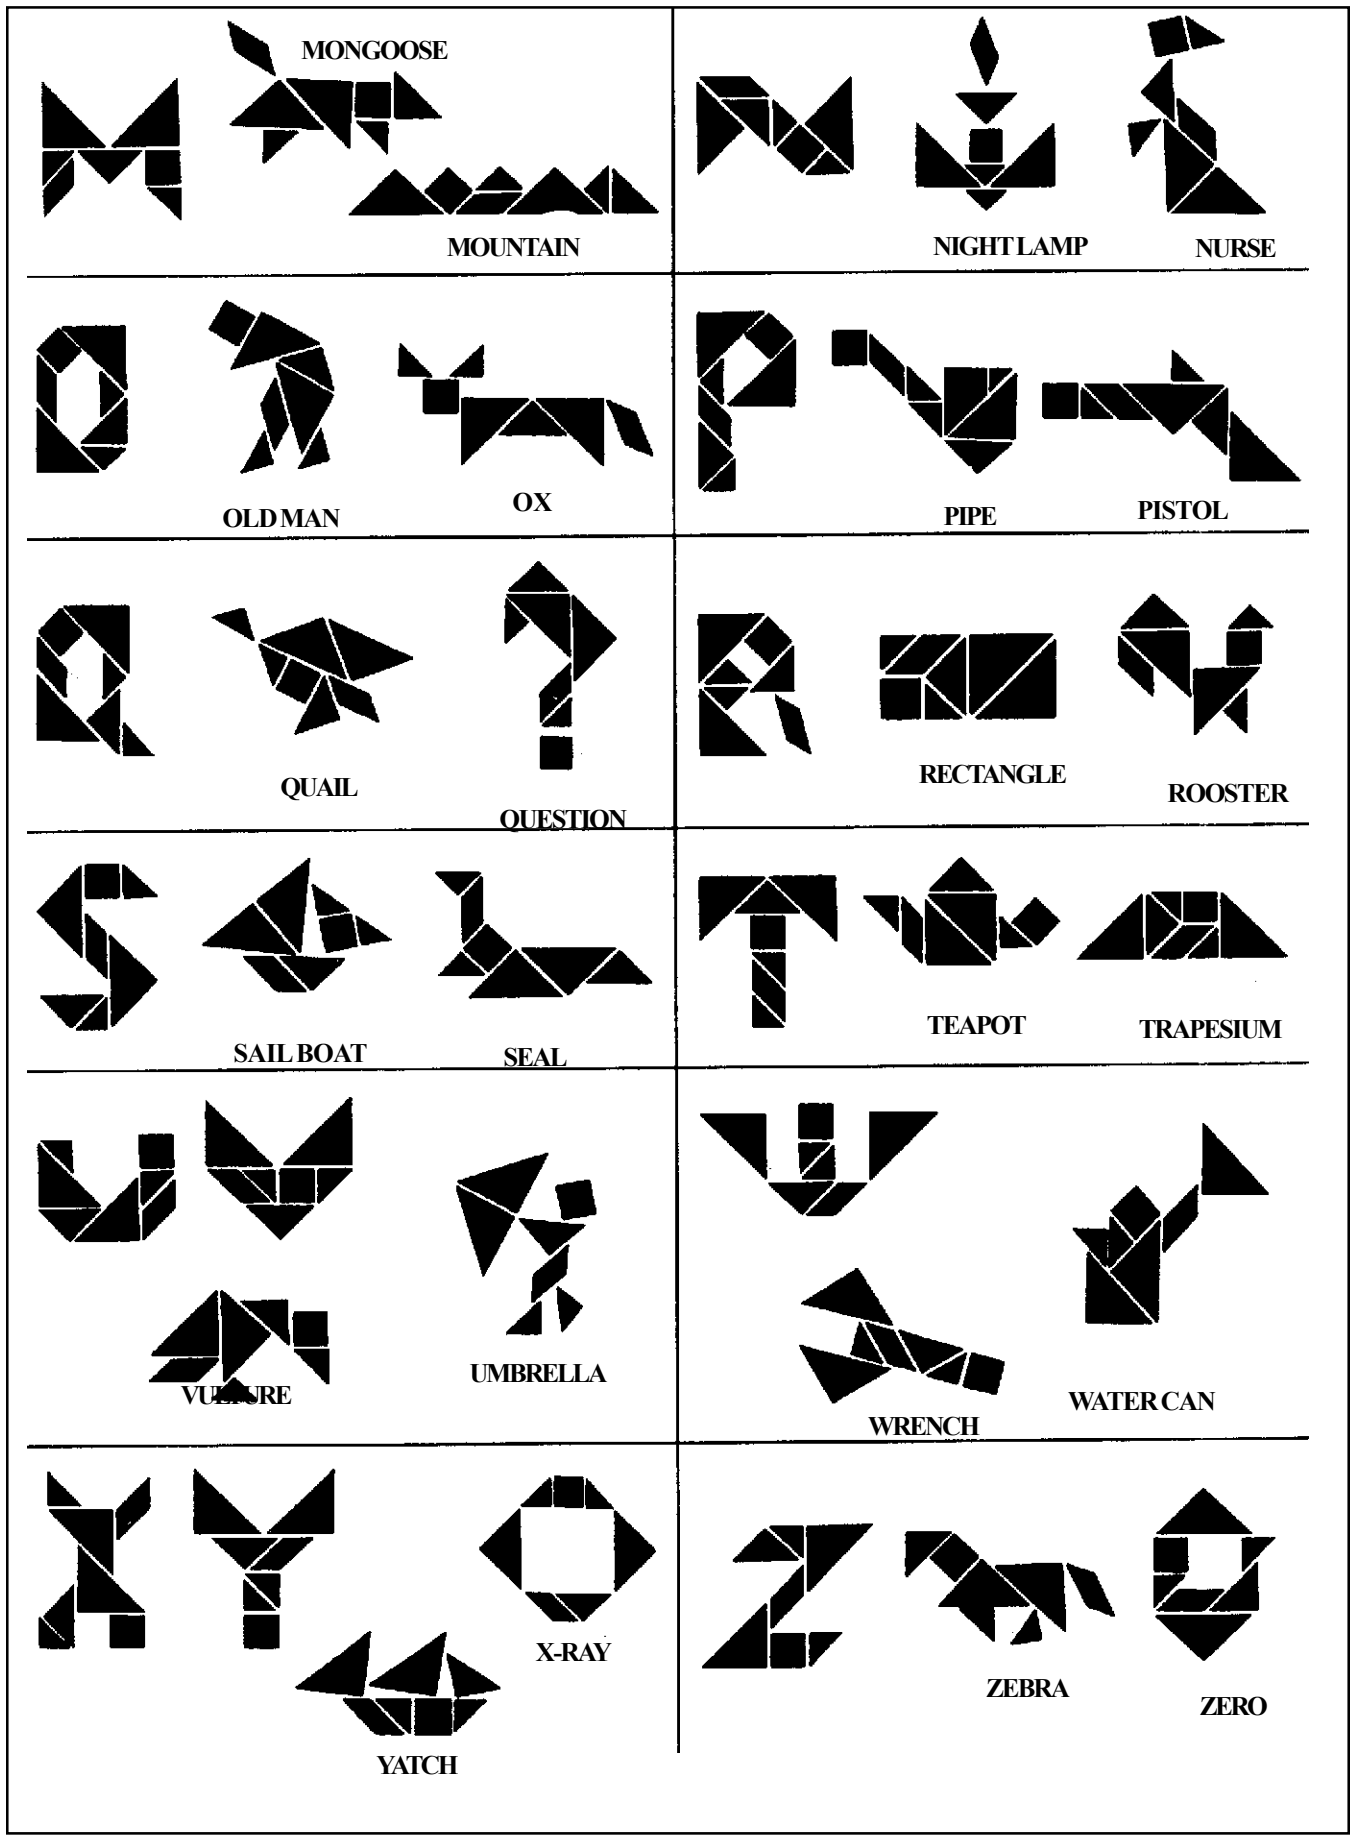 MONGOOSE
MOUNTAIN
NIGHT LAMP
NURSE
OLD MAN
OX
PIPE
PISTOL
QUAIL
QUESTION
RECTANGLE
ROOSTER
SAIL BOAT
SEAL
TEAPOT
TRAPESIUM
VULTURE
UMBRELLA
WRENCH
WATER CAN
X-RAY
YATCH
ZEBRA
ZERO